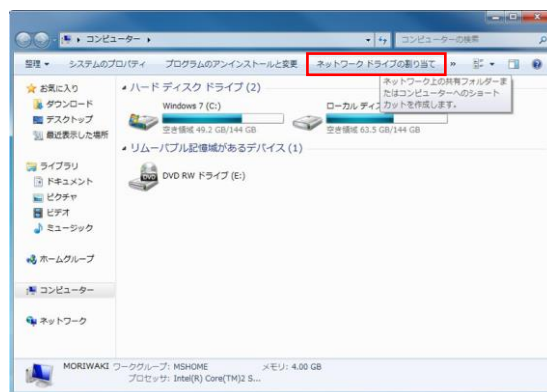 コンピューター
コンピューターの検索
整理
システムのプロパティ
プログラムのアンインストールと変更
ネットワーク ドライブの割り当て
»
ネットワーク上の共有フォルダーま
たはコンピューターへのショート
カットを作成します。
お気に入り
ダウンロード
デスクトップ
最近表示した場所
ライブラリ
ドキュメント
ピクチャ
ビデオ
ミュージック
ホームグループ
コンピューター
ネットワーク
ハード ディスク ドライブ (2)
Windows 7 (C:)
空き領域 49.2 GB/144 GB
ローカル ディ
空き領域 63.5 GB/144 GB
リムーバブル記憶域があるデバイス (1)
DVD RW ドライブ (E:)
MORIWAKI ワークグループ: MSHOME メモリ: 4.00 GB
プロセッサ: Intel(R) Core(TM)2 S...